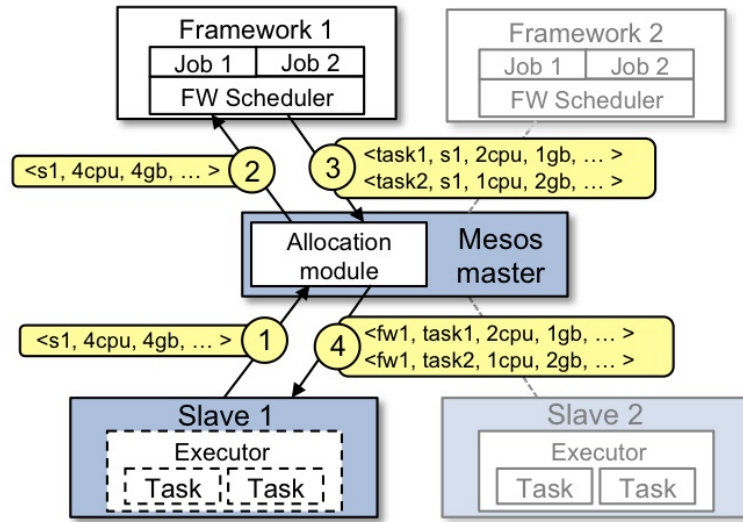 Framework 1
Job 1 Job 2
FW Scheduler
Framework 2
Job 1 Job 2
FW Scheduler
<s1, 4cpu, 4gb, … >
2
3
<task1, s1, 2cpu, 1gb, … >
<task2, s1, 1cpu, 2gb, … >
Allocation
module
Mesos
master
<s1, 4cpu, 4gb, … >
1
4
<fw1, task1, 2cpu, 1gb, … >
<fw1, task2, 1cpu, 2gb, … >
Slave 1
Executor
Task Task
Slave 2
Executor
Task Task